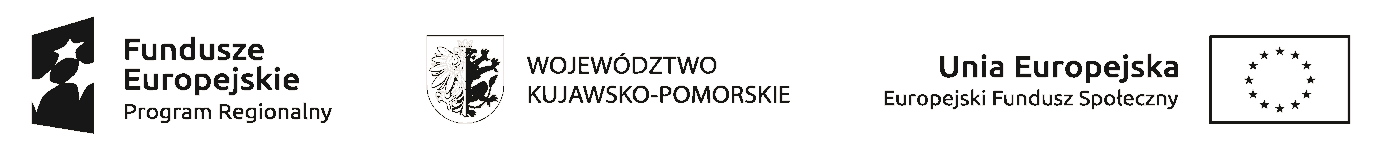 Fundusze
Europejskie
Program Regionalny
WOJEWÓDZTWO
KUJAWSKO-POMORSKIE
Unia Europejska
Europejski Fundusz Społeczny